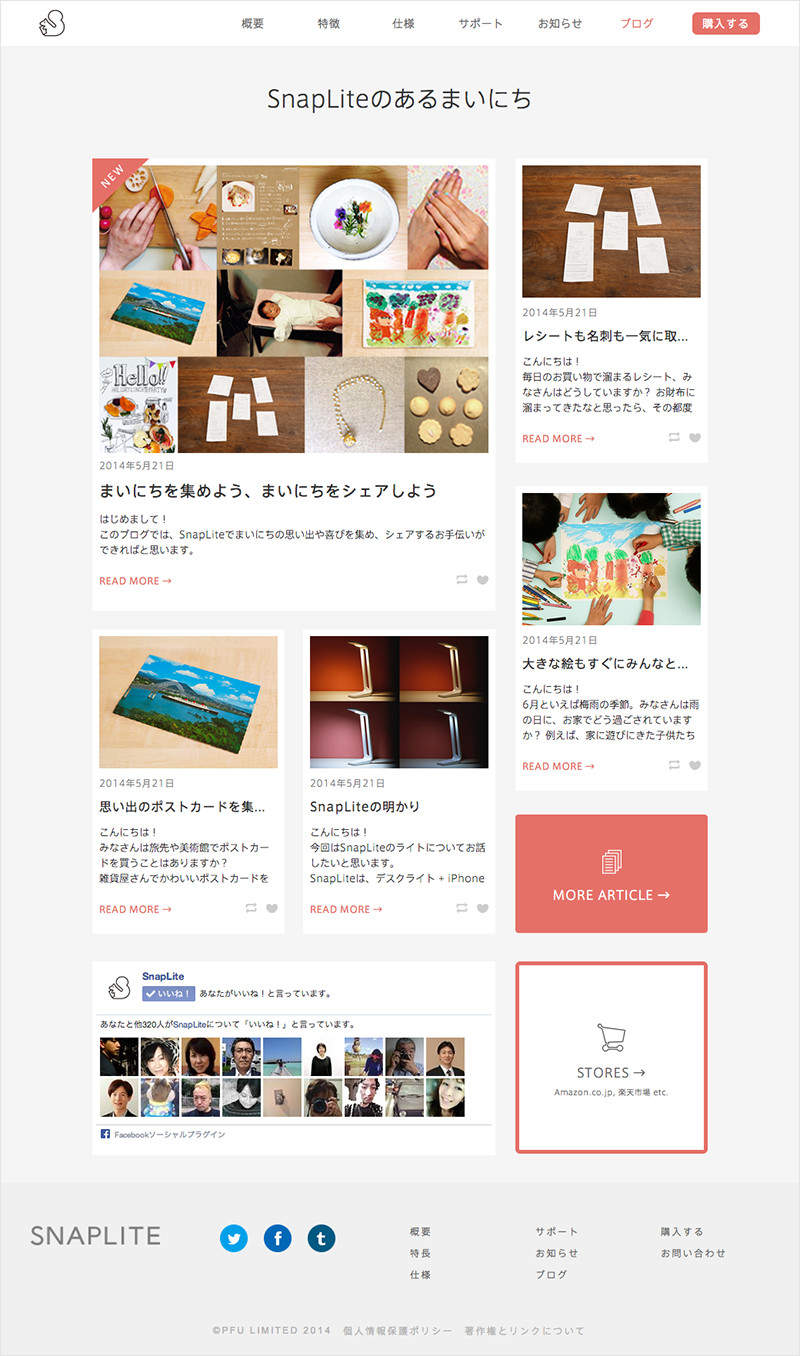 概要
特徴
仕様
サポート
お知らせ
ブログ
購入する
SnapLiteのあるまいにち
NEW
Hello!!
2014年5月21日
まいにちを集めよう、まいにちをシェアしよう
はじめまして！
このブログでは、SnapLiteでまいにちの思い出や喜びを集め、シェアするお手伝いが
できればと思います。
READ MORE →
2014年5月21日
レシートも名刺も一気に取...
こんにちは！
毎日のお買い物で溜まるレシート、み
なさんはどうしていますか？ お財布に
溜まってきたなと思ったら、その都度
READ MORE →
2014年5月21日
大きな絵もすぐにみんなと...
こんにちは！
6月といえば梅雨の季節。みなさんは雨
の日に、お家でどう過ごされています
か？ 例えば、家に遊びにきた子供たち
READ MORE →
2014年5月21日
思い出のポストカードを集...
こんにちは！
みなさんは旅先や美術館でポストカー
ドを買うことはありますか？
雑貨屋さんでかわいいポストカードを
READ MORE →
2014年5月21日
SnapLiteの明かり
こんにちは！
今回はSnapLiteのライトについてお話
したいと思います。
SnapLiteは、デスクライト + iPhone
READ MORE →
MORE ARTICLE →
SnapLite
いいね！ あなたがいいね！と言っています。
あなたと他320人がSnapLiteについて「いいね！」と言っています。
Facebookソーシャルプラグイン
STORES →
Amazon.co.jp, 楽天市場 etc.
SNAPLITE
概要
特長
仕様
サポート
お知らせ
ブログ
購入する
お問い合わせ
©PFU LIMITED 2014 個人情報保護ポリシー 著作権とリンクについて